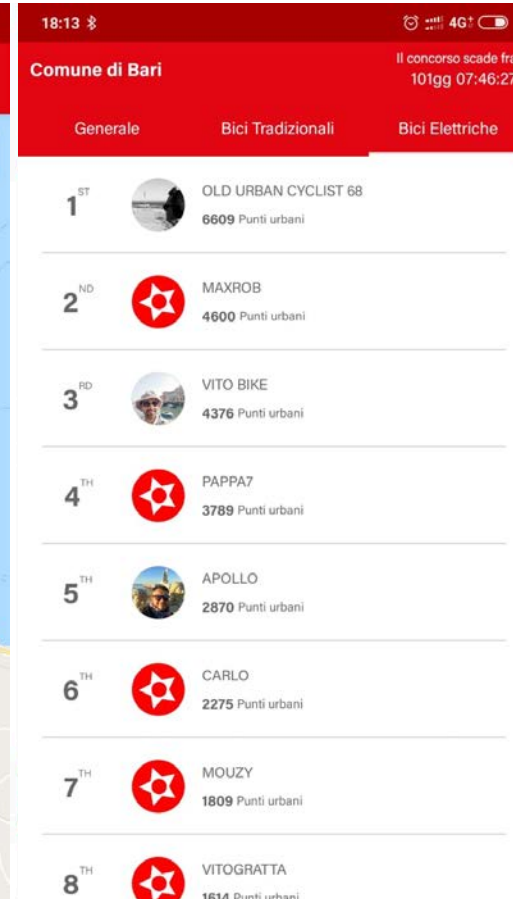 18:13 4G
Comune di Bari
Il concorso scade fra
101gg 07:46:27
Generale Bici Tradizionali Bici Elettriche
1ST
OLD URBAN CYCLIST 68
6609 Punti urbani
2ND
MAXROB
4600 Punti urbani
3RD
VITO BIKE
4376 Punti urbani
4TH
PAPPA7
3789 Punti urbani
5TH
APOLLO
2870 Punti urbani
6TH
CARLO
2275 Punti urbani
7TH
MOUZY
1809 Punti urbani
8TH
VITOGRATTA
1614 Punti urbani